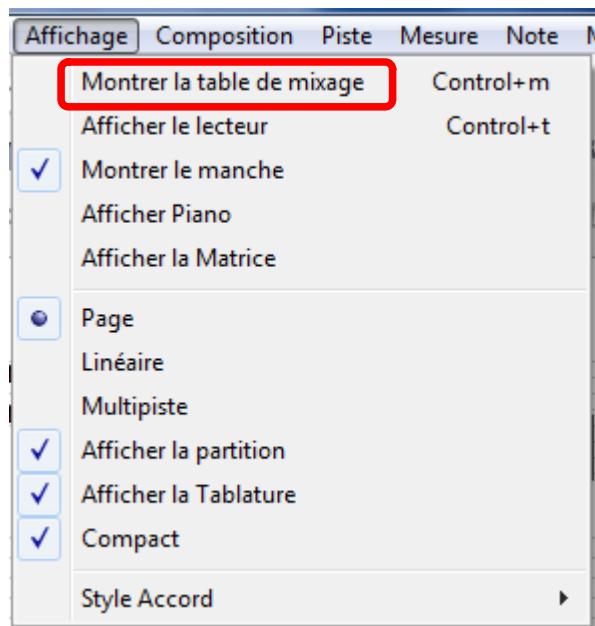 Affichage Composition Piste Mesure Note
Montrer la table de mixage Control+m
Afficher le lecteur Control+t
Montrer le manche
Afficher Piano
Afficher la Matrice
Page
Linéaire
Multipiste
Afficher la partition
Afficher la Tablature
Compact
Style Accord